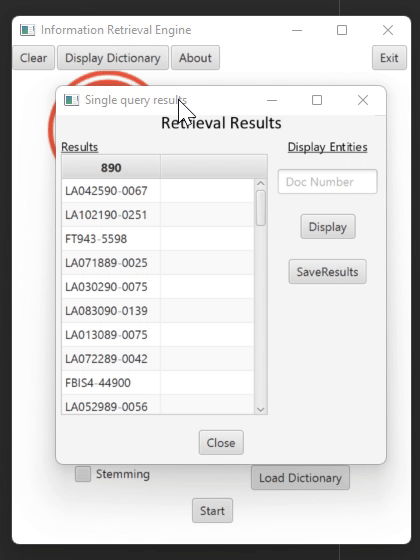 Information Retrieval Engine
Clear Display Dictionary About Exit
Single query results
Retrieval Results
Results Display Entities
890
LA042590-0067
LA102190-0251
FT943-5598
LA071889-0025
LA030290-0075
LA083090-0139
LA013089-0075
LA072289-0042
FBIS4-44900
LA052989-0056
Doc Number
Display
SaveResults
Close
Stemming Load Dictionary
Start